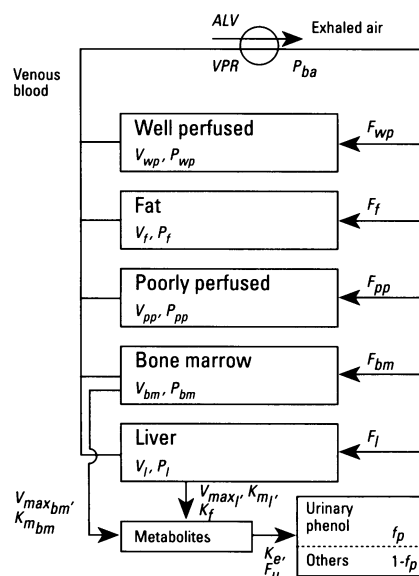 ALV
Exhaled air
VPR
P_ba
Venous
blood
Well perfused
V_wp, P_wp
F_wp
Fat
V_f, P_f
F_f
Poorly perfused
V_pp, P_pp
F_pp
Bone marrow
V_bm, P_bm
F_bm
Liver
V_l, P_l
F_l
V_max_bm,
K_m_bm
V_max_l, K_m_l,
K_f
Metabolites
K_e,
F_u
Urinary
phenol
f_p
Others
1-f_p